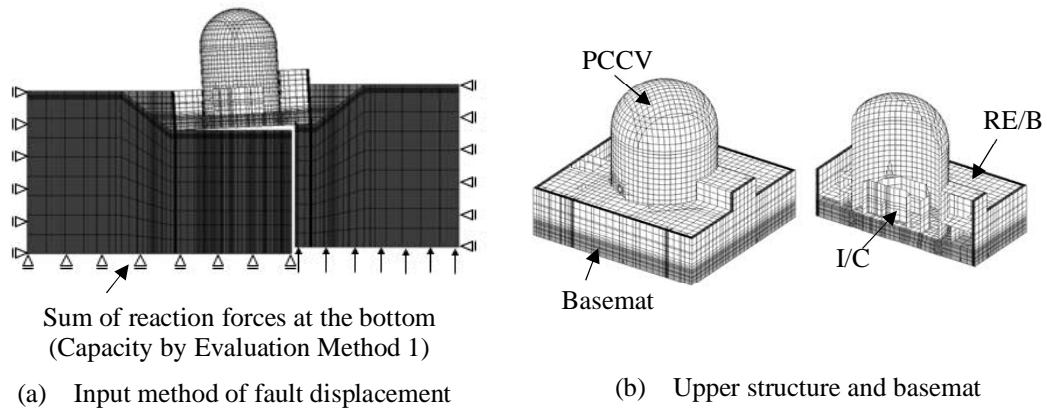 PCCV
RE/B
I/C
Basemat
Sum of reaction forces at the bottom
(Capacity by Evaluation Method 1)
(a) Input method of fault displacement
(b) Upper structure and basemat